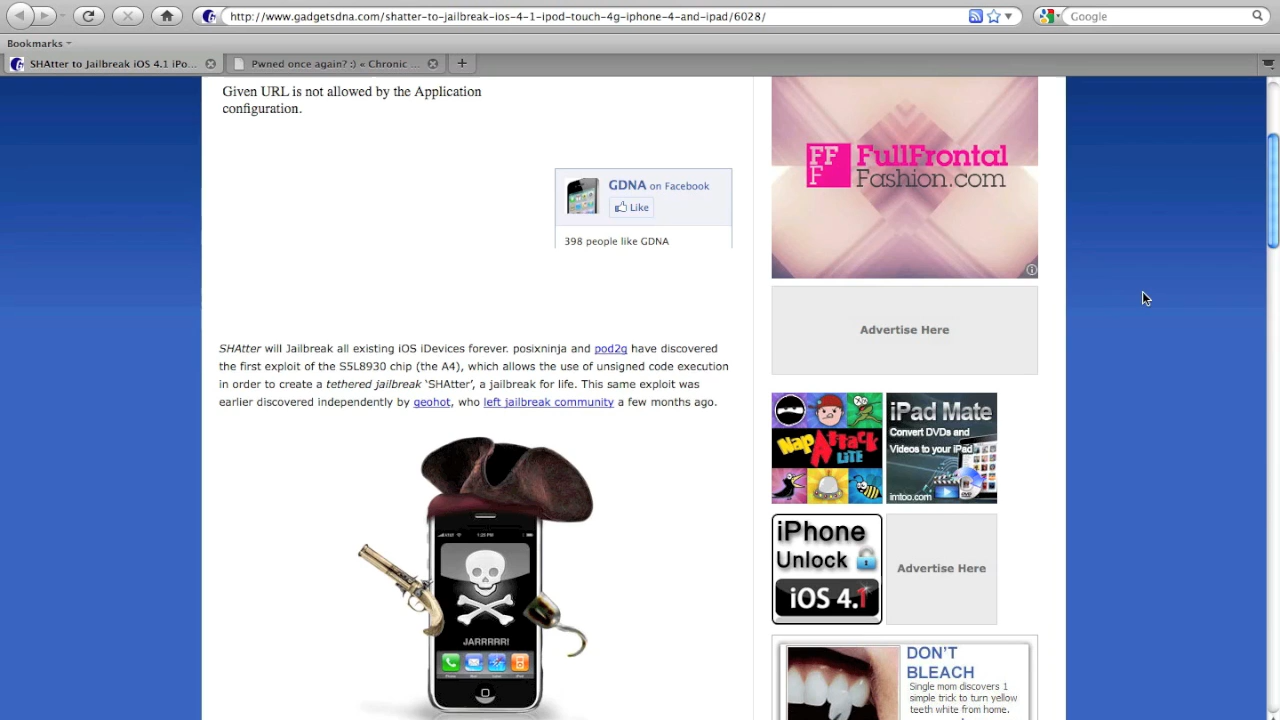 http://www.gadgetsdna.com/shatter-to-jailbreak-ios-4-1-ipod-touch-4g-iphone-4-and-ipad/6028/
Google
Bookmarks
SHAtter to Jailbreak iOS 4.1 iPo...
Pwned once again? :) « Chronic ...
Given URL is not allowed by the Application
configuration.
GDNA on Facebook
Like
398 people like GDNA
FFF
FullFrontal
Fashion.com
Advertise Here
SHAtter will Jailbreak all existing iOS iDevices forever. posixninja and pod2g have discovered
the first exploit of the S5L8930 chip (the A4), which allows the use of unsigned code execution
in order to create a tethered jailbreak ‘SHAtter’, a jailbreak for life. This same exploit was
earlier discovered independently by geohot, who left jailbreak community a few months ago.
NAP ATTACK
LITE
iPad Mate
Convert DVDs and
Videos to your iPad
imtoo.com
iPhone
Unlock
iOS 4.1
Advertise Here
1:20 PM
JARRRRR!
DON'T
BLEACH
Single mom discovers 1
simple trick to turn yellow
teeth white from home.